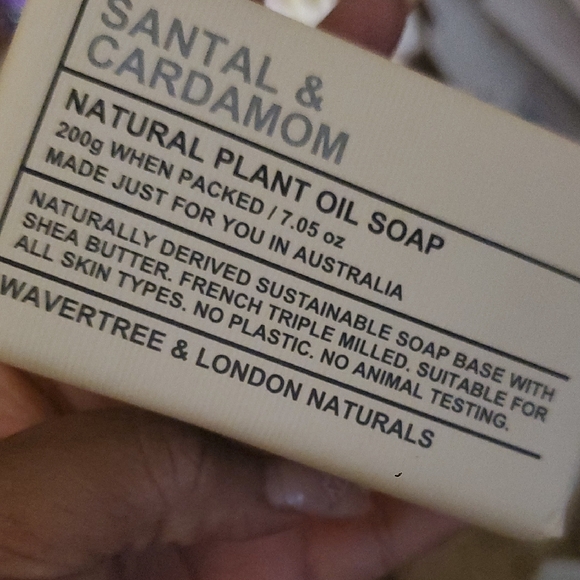 SANTAL &
CARDAMOM
NATURAL PLANT OIL SOAP
200g WHEN PACKED / 7.05 oz
MADE JUST FOR YOU IN AUSTRALIA
NATURALLY DERIVED SUSTAINABLE SOAP BASE WITH
SHEA BUTTER. FRENCH TRIPLE MILLED. SUITABLE FOR
ALL SKIN TYPES. NO PLASTIC. NO ANIMAL TESTING.
WAVERTREE & LONDON NATURALS